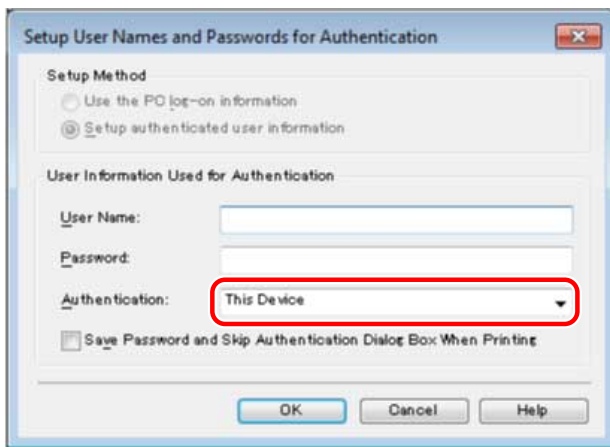 Setup User Names and Passwords for Authentication
Setup Method
Use the PC log-on information
Setup authenticated user information
User Information Used for Authentication
User Name:
Password:
Authentication: This Device
Save Password and Skip Authentication Dialog Box When Printing
OK Cancel Help